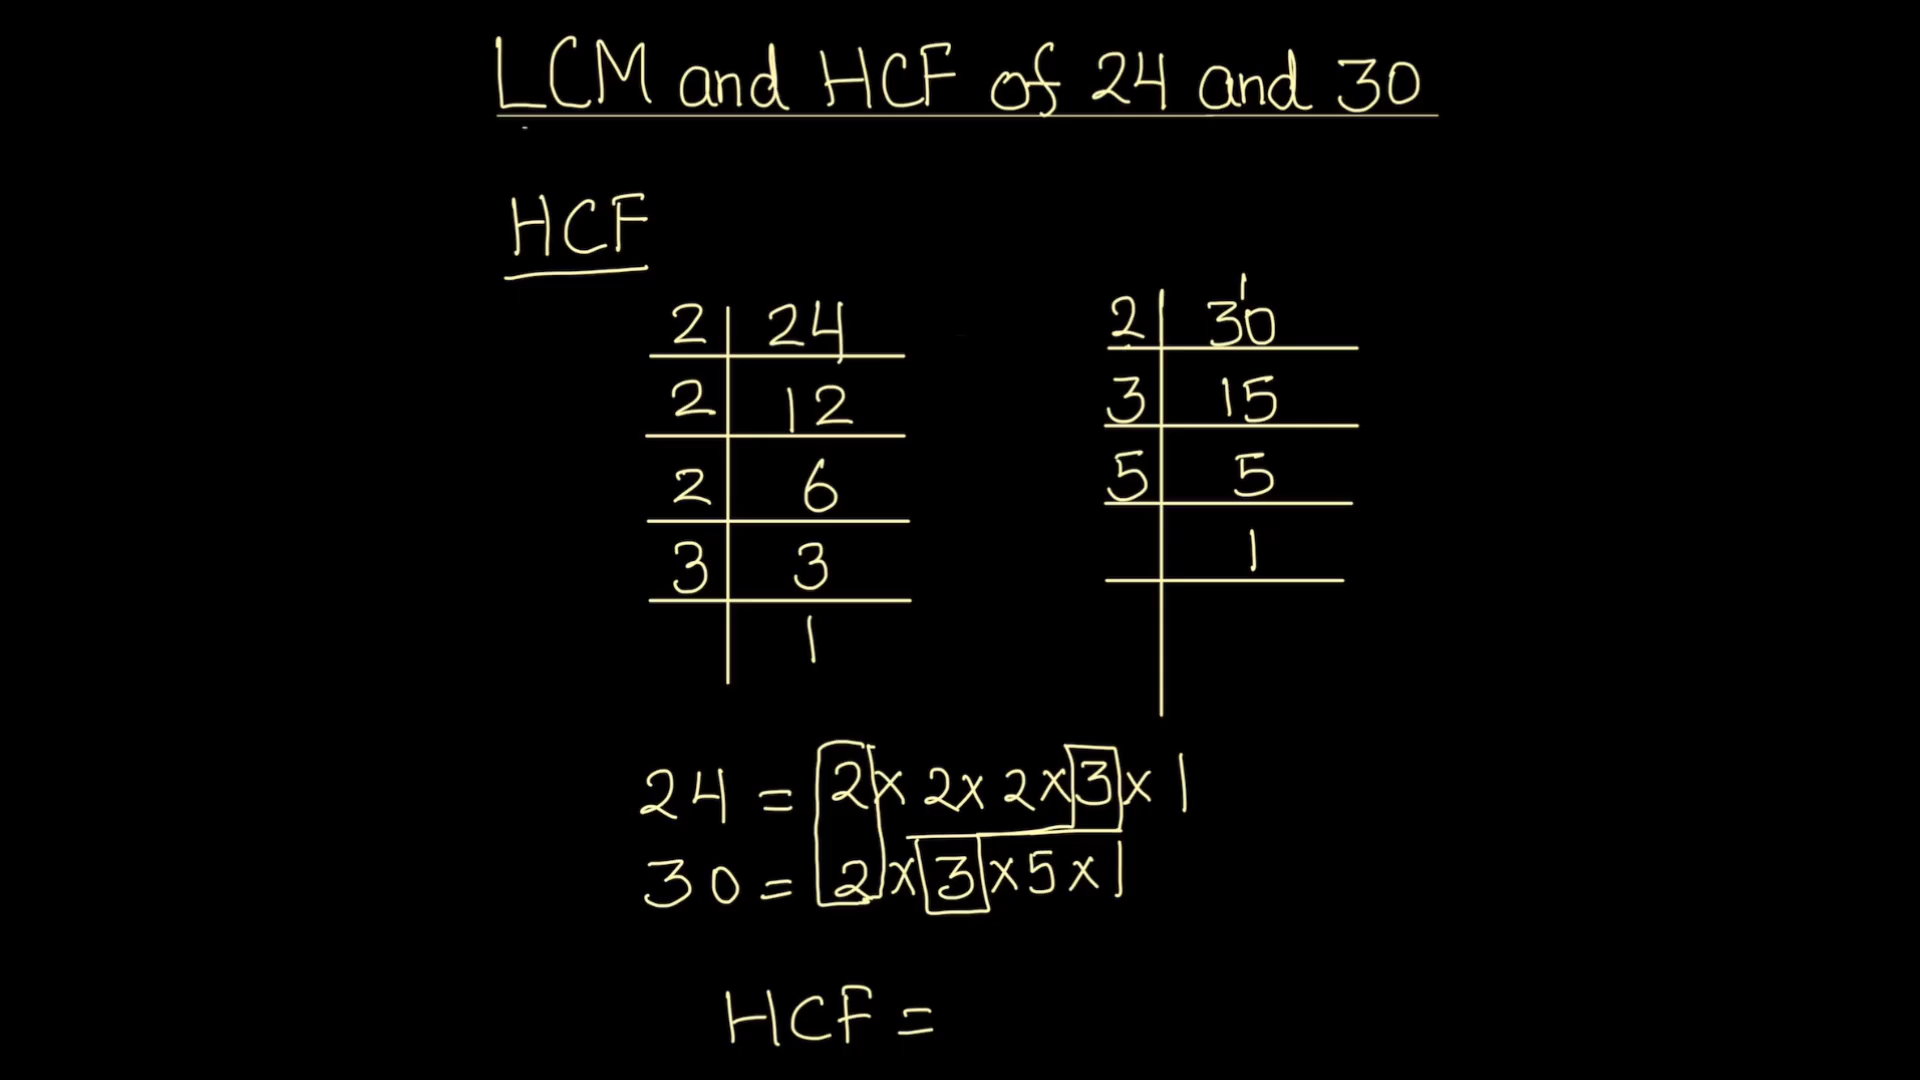 LCM and HCF of 24 and 30
HCF
2 24
2 12
2 6
3 3
1
1
2 30
3 15
5 5
1
24 = 2 x 2 x 2 x 3 x 1
30 = 2 x 3 x 5 x 1
HCF =